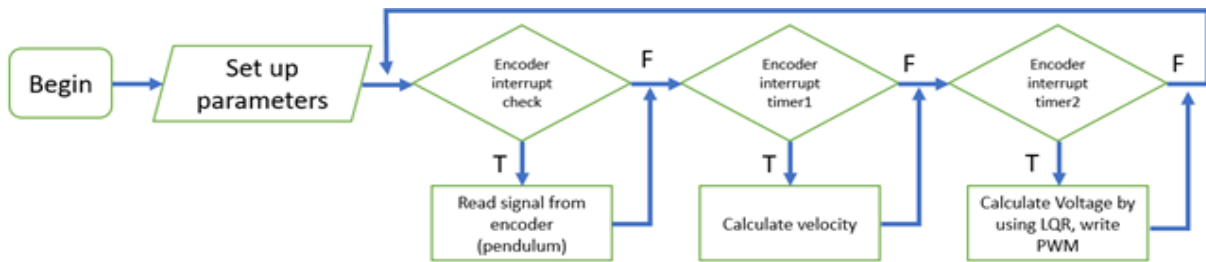 Begin
Set up
parameters
Encoder
interrupt
check
F
T
Read signal from
encoder
(pendulum)
Encoder
interrupt
timer1
F
T
Calculate velocity
Encoder
interrupt
timer2
F
T
Calculate Voltage by
using LQR, write
PWM